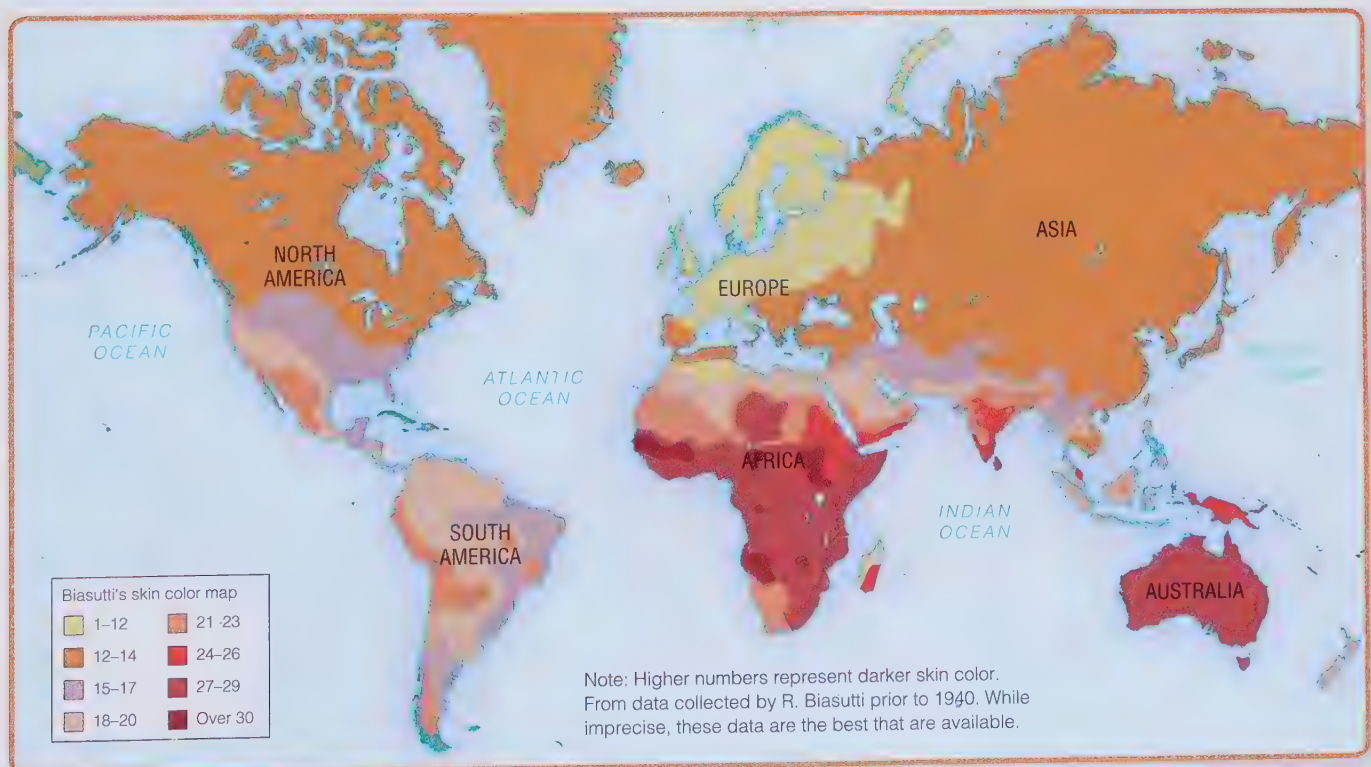 NORTH
AMERICA
ASIA
EUROPE
PACIFIC
OCEAN
ATLANTIC
OCEAN
AFRICA
INDIAN
OCEAN
SOUTH
AMERICA
AUSTRALIA
Biasutti's skin color map
1–12
12–14
15–17
18–20
21-23
24–26
27–29
Over 30
Note: Higher numbers represent darker skin color.
From data collected by R. Biasutti prior to 1940. While
imprecise, these data are the best that are available.